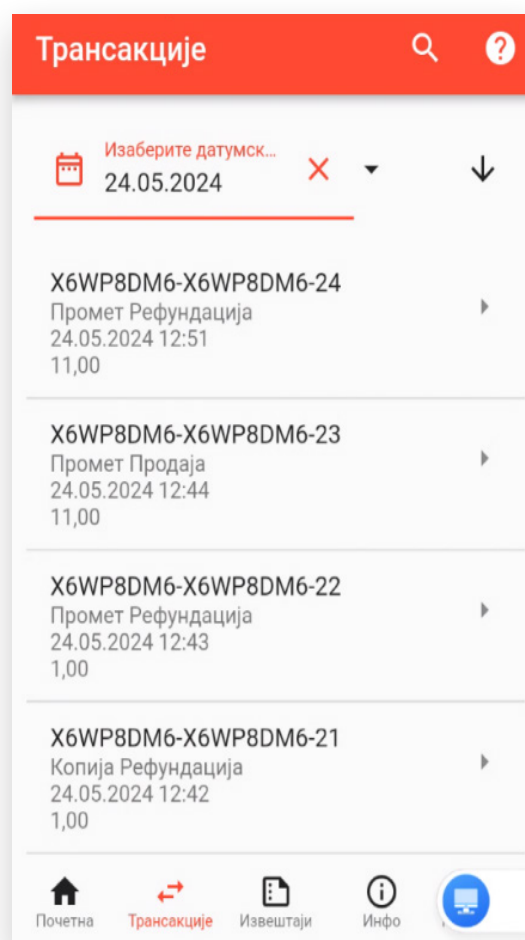 Трансакције
Изаберите датумск...
24.05.2024
X6WP8DM6-X6WP8DM6-24
Промет Рефундација
24.05.2024 12:51
11,00
X6WP8DM6-X6WP8DM6-23
Промет Продаја
24.05.2024 12:44
11,00
X6WP8DM6-X6WP8DM6-22
Промет Рефундација
24.05.2024 12:43
1,00
X6WP8DM6-X6WP8DM6-21
Копија Рефундација
24.05.2024 12:42
1,00
Почетна Трансакције Извештаји Инфо